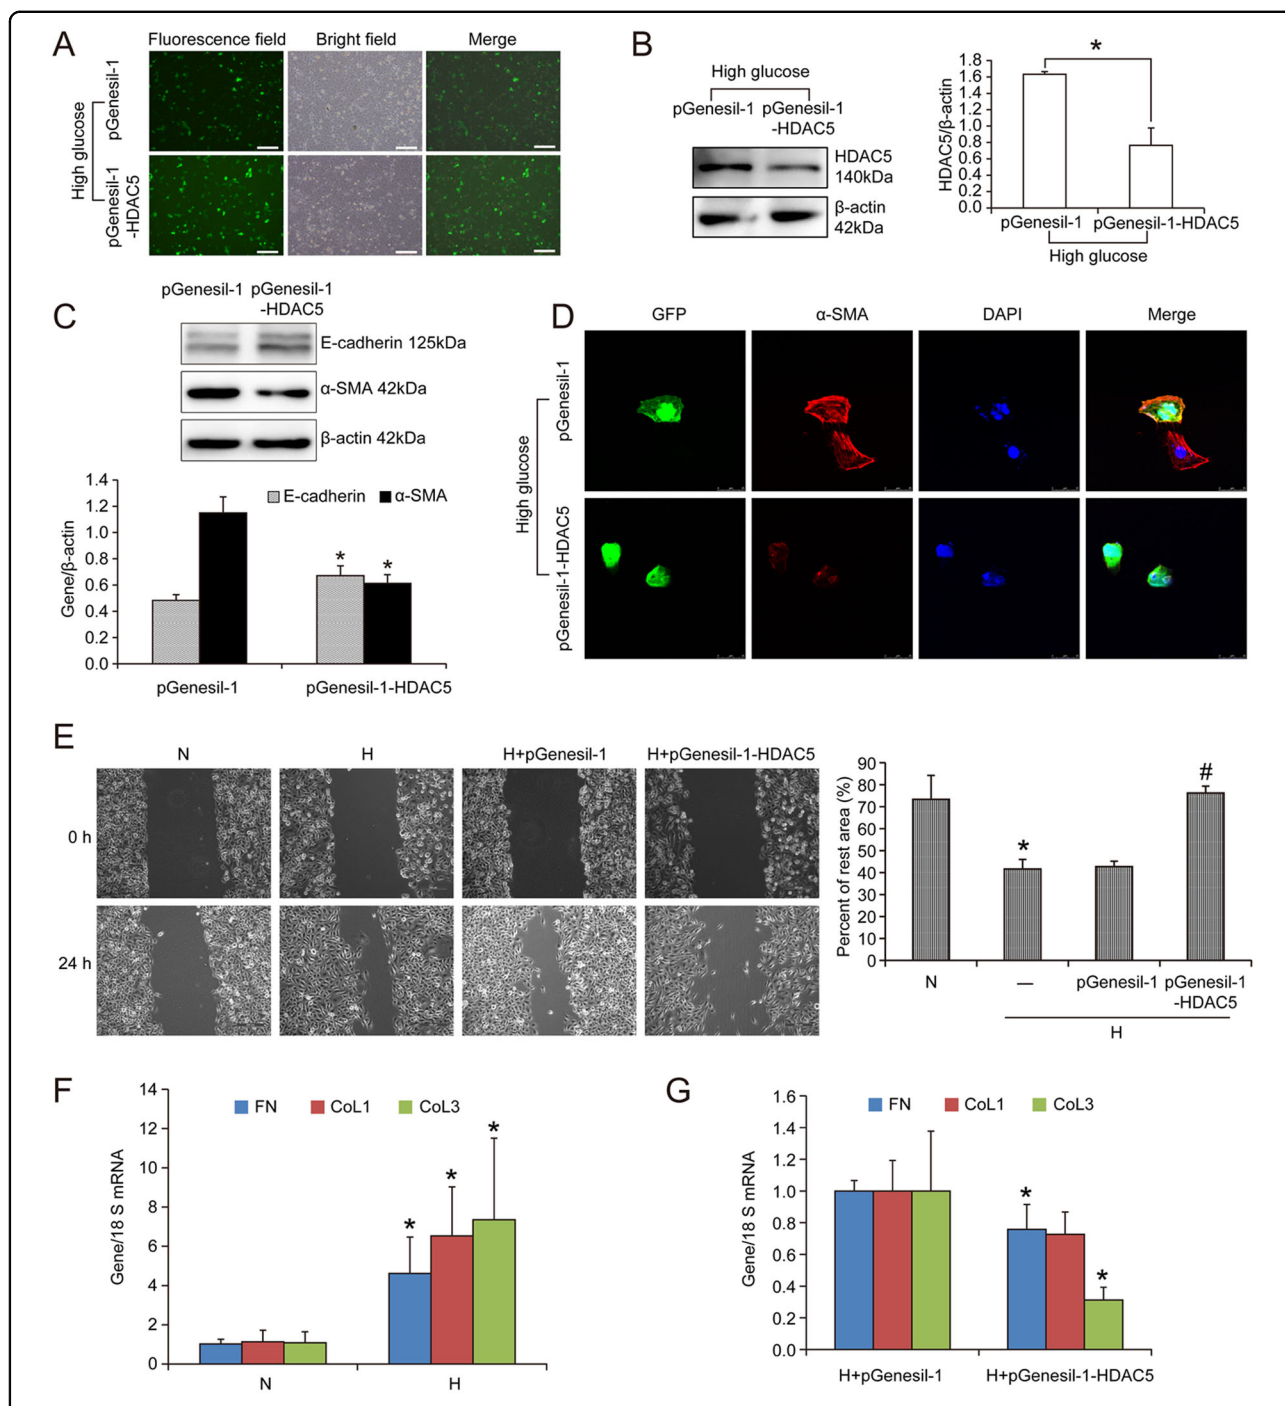 A
Fluorescence field
Bright field
Merge
High glucose
pGenesil-1
pGenesil-1
-HDAC5
B
High glucose
pGenesil-1
pGenesil-1
-HDAC5
HDAC5
140kDa
β-actin
42kDa
*
HDAC5/β-actin
1.8
1.6
1.4
1.2
1.0
0.8
0.6
0.4
0.2
0.0
pGenesil-1
pGenesil-1-HDAC5
High glucose
C
pGenesil-1
pGenesil-1
-HDAC5
E-cadherin 125kDa
α-SMA 42kDa
β-actin 42kDa
Gene/β-actin
1.4
1.2
1.0
0.8
0.6
0.4
0.2
0.0
E-cadherin
α-SMA
*
*
pGenesil-1
pGenesil-1-HDAC5
D
GFP
α-SMA
DAPI
Merge
High glucose
pGenesil-1
pGenesil-1-HDAC5
E
N
H
H+pGenesil-1
H+pGenesil-1-HDAC5
0 h
24 h
Percent of rest area (%)
90
80
70
60
50
40
30
20
10
0
*
#
N
—
pGenesil-1
pGenesil-1
-HDAC5
H
F
Gene/18 S mRNA
14
12
10
8
6
4
2
0
FN
CoL1
CoL3
*
*
*
N
H
G
Gene/18 S mRNA
1.6
1.4
1.2
1.0
0.8
0.6
0.4
0.2
0.0
FN
CoL1
CoL3
*
*
H+pGenesil-1
H+pGenesil-1-HDAC5